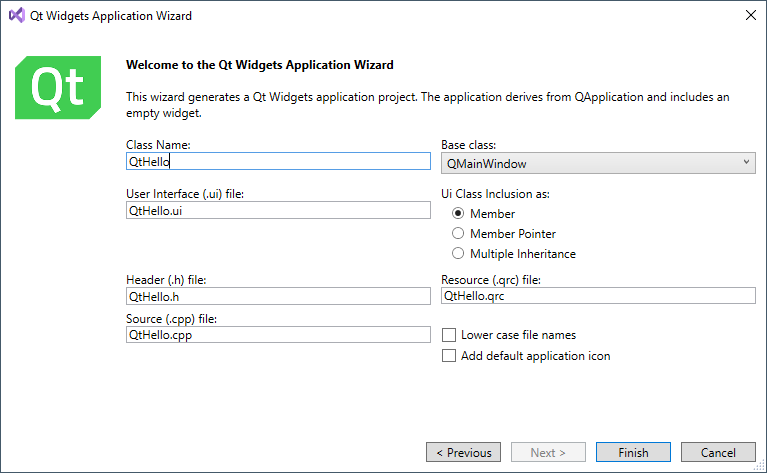 Qt Widgets Application Wizard
Qt
Welcome to the Qt Widgets Application Wizard
This wizard generates a Qt Widgets application project. The application derives from QApplication and includes an
empty widget.
Class Name:
QtHello
Base class:
QMainWindow
User Interface (.ui) file:
QtHello.ui
Ui Class Inclusion as:
Member
Member Pointer
Multiple Inheritance
Header (.h) file:
QtHello.h
Resource (.qrc) file:
QtHello.qrc
Source (.cpp) file:
QtHello.cpp
Lower case file names
Add default application icon
< Previous
Next >
Finish
Cancel